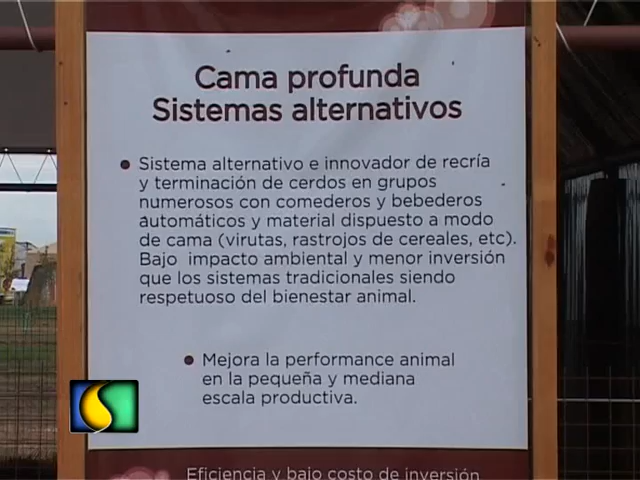 Cama profunda
Sistemas alternativos
• Sistema alternativo e innovador de recría
y terminación de cerdos en grupos
numerosos con comederos y bebederos
automáticos y material dispuesto a modo
de cama (virutas, rastrojos de cereales, etc).
Bajo impacto ambiental y menor inversión
que los sistemas tradicionales siendo
respetuoso del bienestar animal.
• Mejora la performance animal
en la pequeña y mediana
escala productiva.
Eficiencia y bajo costo de inversión